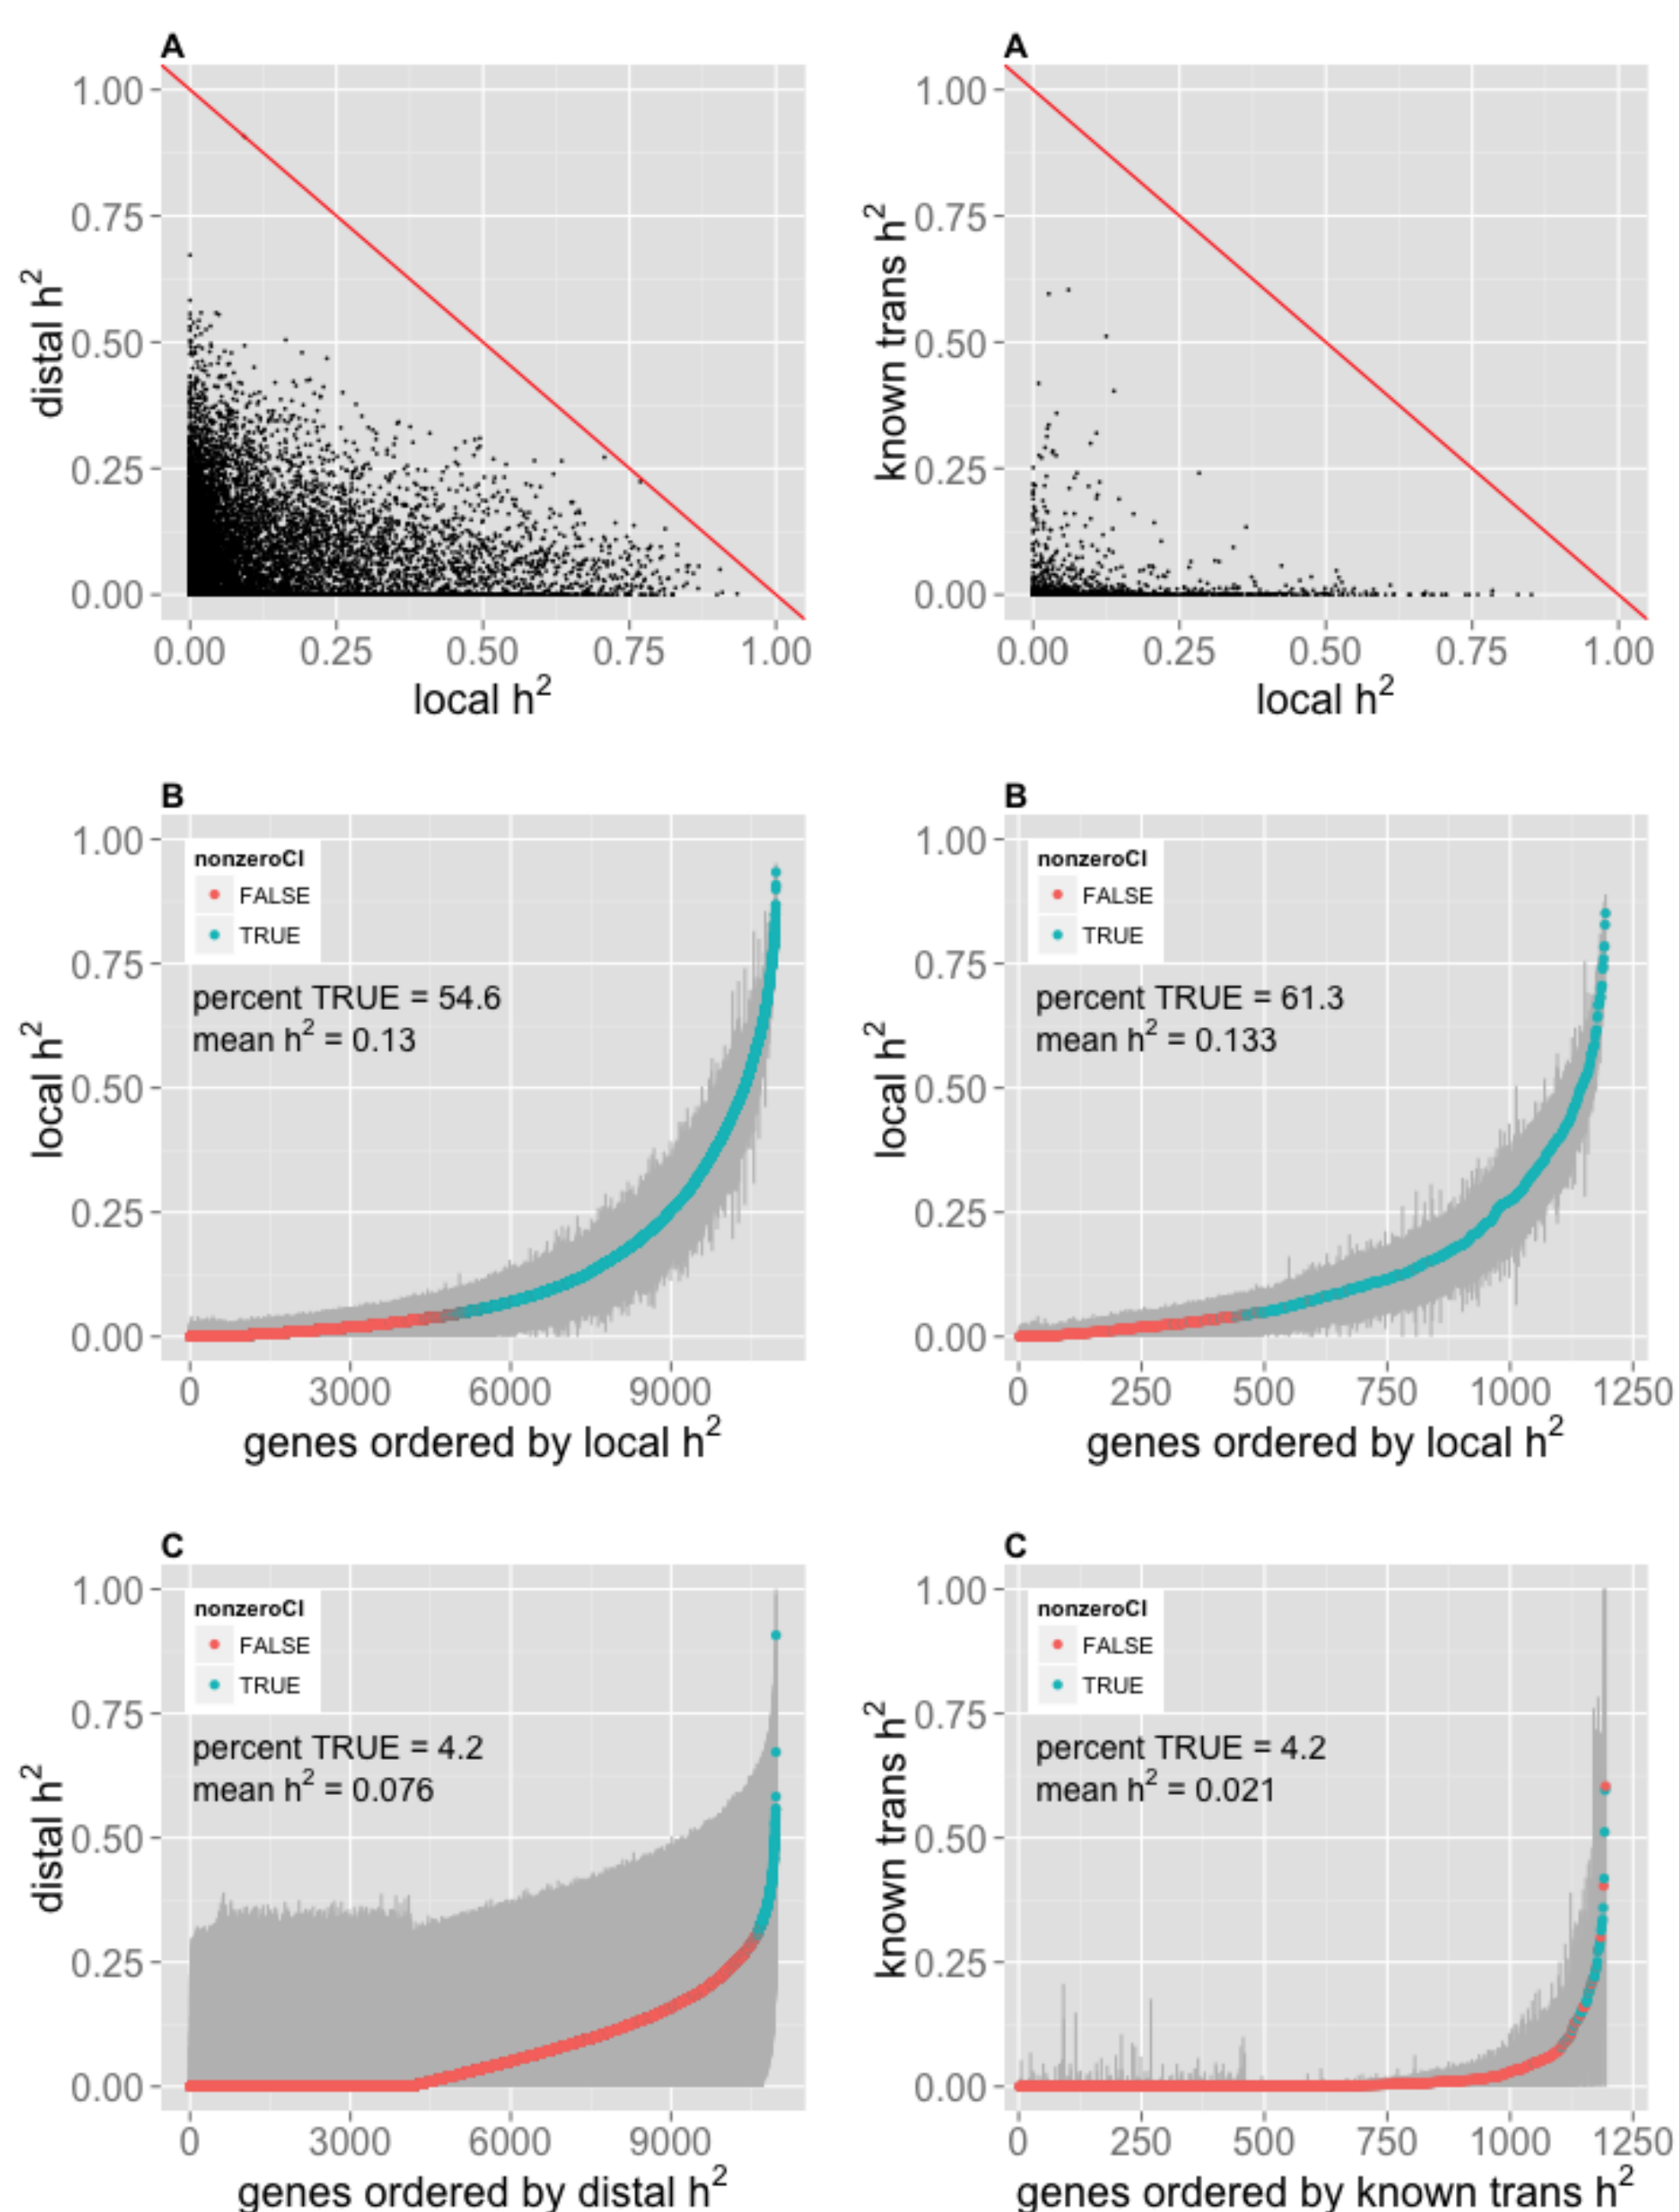 A
1.00
0.75
0.50
0.25
0.00
distal h²
0.00 0.25 0.50 0.75 1.00
local h²
A
1.00
0.75
0.50
0.25
0.00
known trans h²
0.00 0.25 0.50 0.75 1.00
local h²
B
1.00
0.75
0.50
0.25
0.00
local h²
nonzeroCI
FALSE
TRUE
percent TRUE = 54.6
mean h² = 0.13
0 3000 6000 9000
genes ordered by local h²
B
1.00
0.75
0.50
0.25
0.00
local h²
nonzeroCI
FALSE
TRUE
percent TRUE = 61.3
mean h² = 0.133
0 250 500 750 1000 1250
genes ordered by local h²
C
1.00
0.75
0.50
0.25
0.00
distal h²
nonzeroCI
FALSE
TRUE
percent TRUE = 4.2
mean h² = 0.076
0 3000 6000 9000
genes ordered by distal h²
C
1.00
0.75
0.50
0.25
0.00
known trans h²
nonzeroCI
FALSE
TRUE
percent TRUE = 4.2
mean h² = 0.021
0 250 500 750 1000 1250
genes ordered by known trans h²